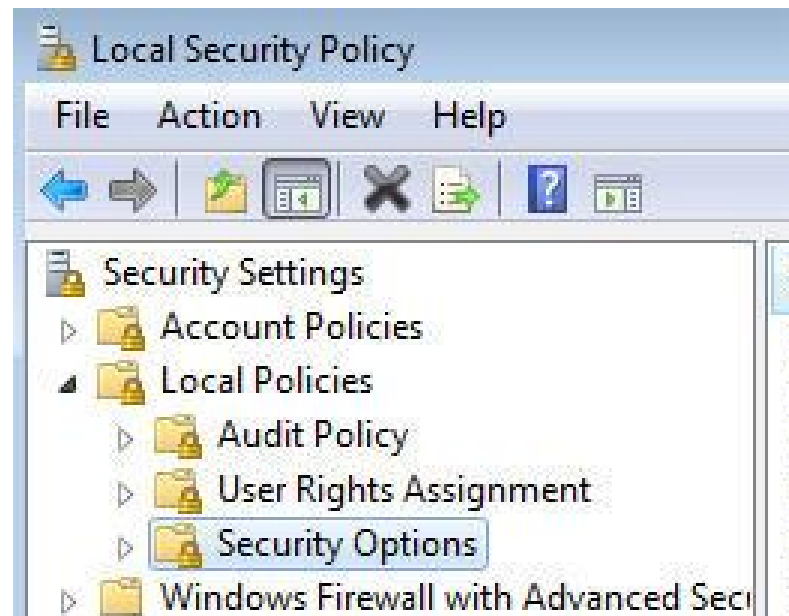 Local Security Policy
File Action View Help
Security Settings
Account Policies
Local Policies
Audit Policy
User Rights Assignment
Security Options
Windows Firewall with Advanced Secu